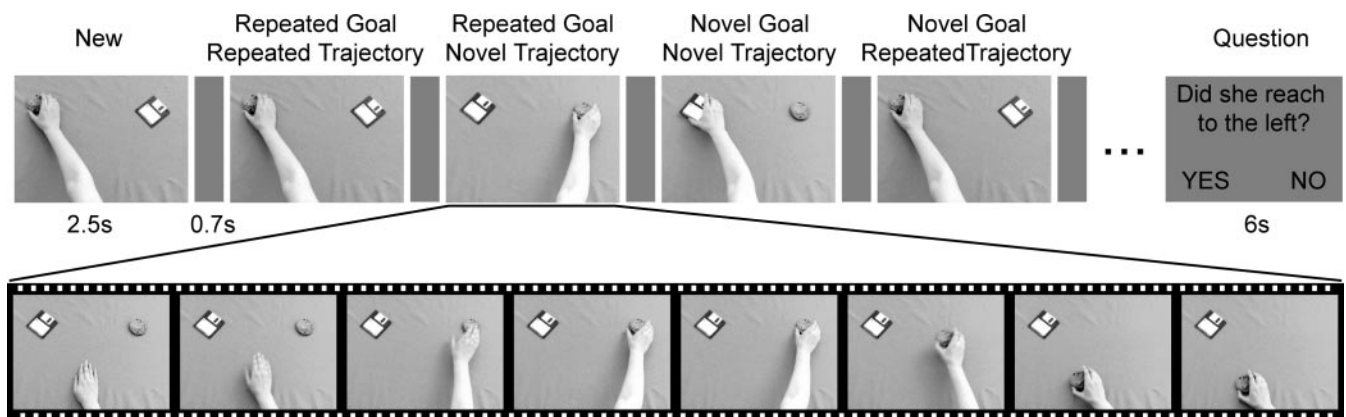 New
Repeated Goal
Repeated Trajectory
Repeated Goal
Novel Trajectory
Novel Goal
Novel Trajectory
Novel Goal
RepeatedTrajectory
Question
Did she reach
to the left?
YES NO
...
2.5s
0.7s
6s